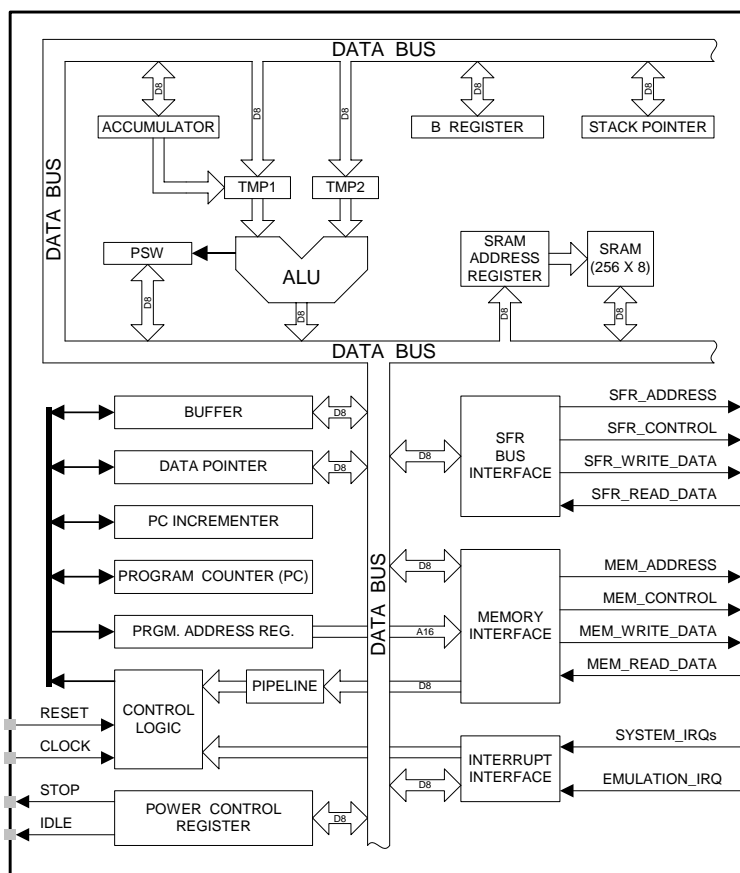 DATA BUS
D8
D8
D8
D8
D8
ACCUMULATOR
B REGISTER
STACK POINTER
DATA BUS
TMP1
TMP2
PSW
ALU
SRAM
ADDRESS
REGISTER
SRAM
(256 X 8)
D8
D8
D8
D8
DATA BUS
BUFFER
D8
SFR_ADDRESS
SFR
BUS
INTERFACE
D8
SFR_CONTROL
DATA POINTER
D8
SFR_WRITE_DATA
SFR_READ_DATA
PC INCREMENTER
DATA BUS
PROGRAM COUNTER (PC)
D8
MEMORY
INTERFACE
MEM_ADDRESS
MEM_CONTROL
PRGM. ADDRESS REG.
A16
MEM_WRITE_DATA
MEM_READ_DATA
CONTROL
LOGIC
PIPELINE
D8
RESET
CLOCK
INTERRUPT
INTERFACE
SYSTEM_IRQs
D8
EMULATION_IRQ
STOP
POWER CONTROL
REGISTER
D8
IDLE